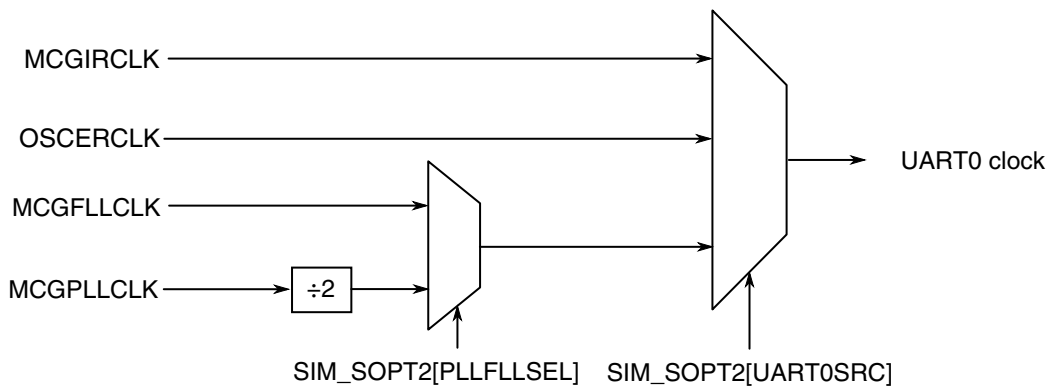 MCGIRCLK
OSCERCLK
UART0 clock
MCGFLLCLK
MCGPLLCLK
÷2
SIM_SOPT2[PLLFLLSEL]
SIM_SOPT2[UART0SRC]